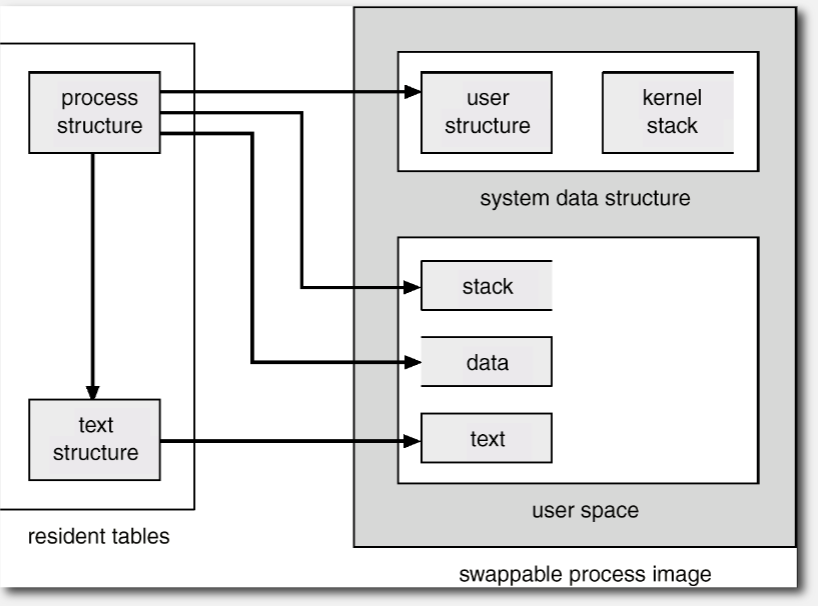 process
structure
user
structure
kernel
stack
system data structure
stack
data
text
structure
text
user space
resident tables
swappable process image